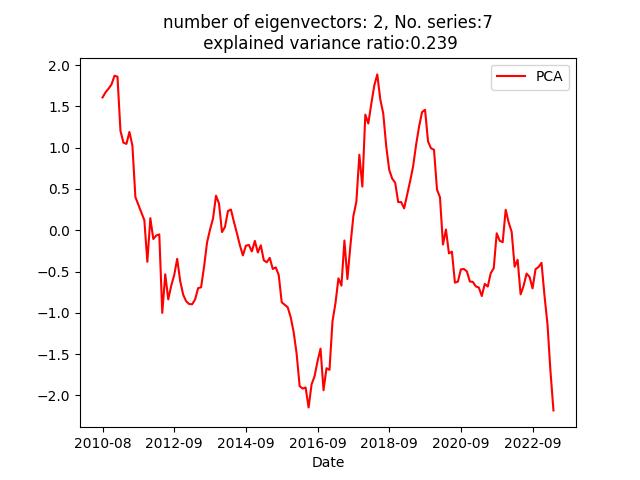 number of eigenvectors: 2, No. series:7
explained variance ratio:0.239
PCA
2.0
1.5
1.0
0.5
0.0
−0.5
−1.0
−1.5
−2.0
2010-08 2012-09 2014-09 2016-09 2018-09 2020-09 2022-09
Date